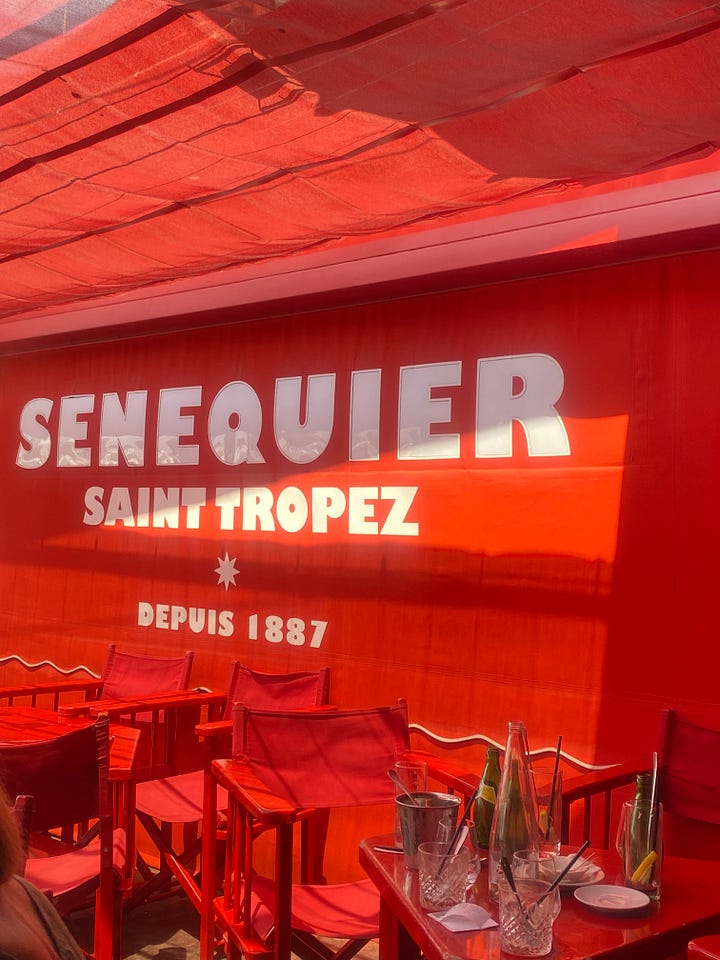 SENEQUIER
SAINT TROPEZ
DEPUIS 1887